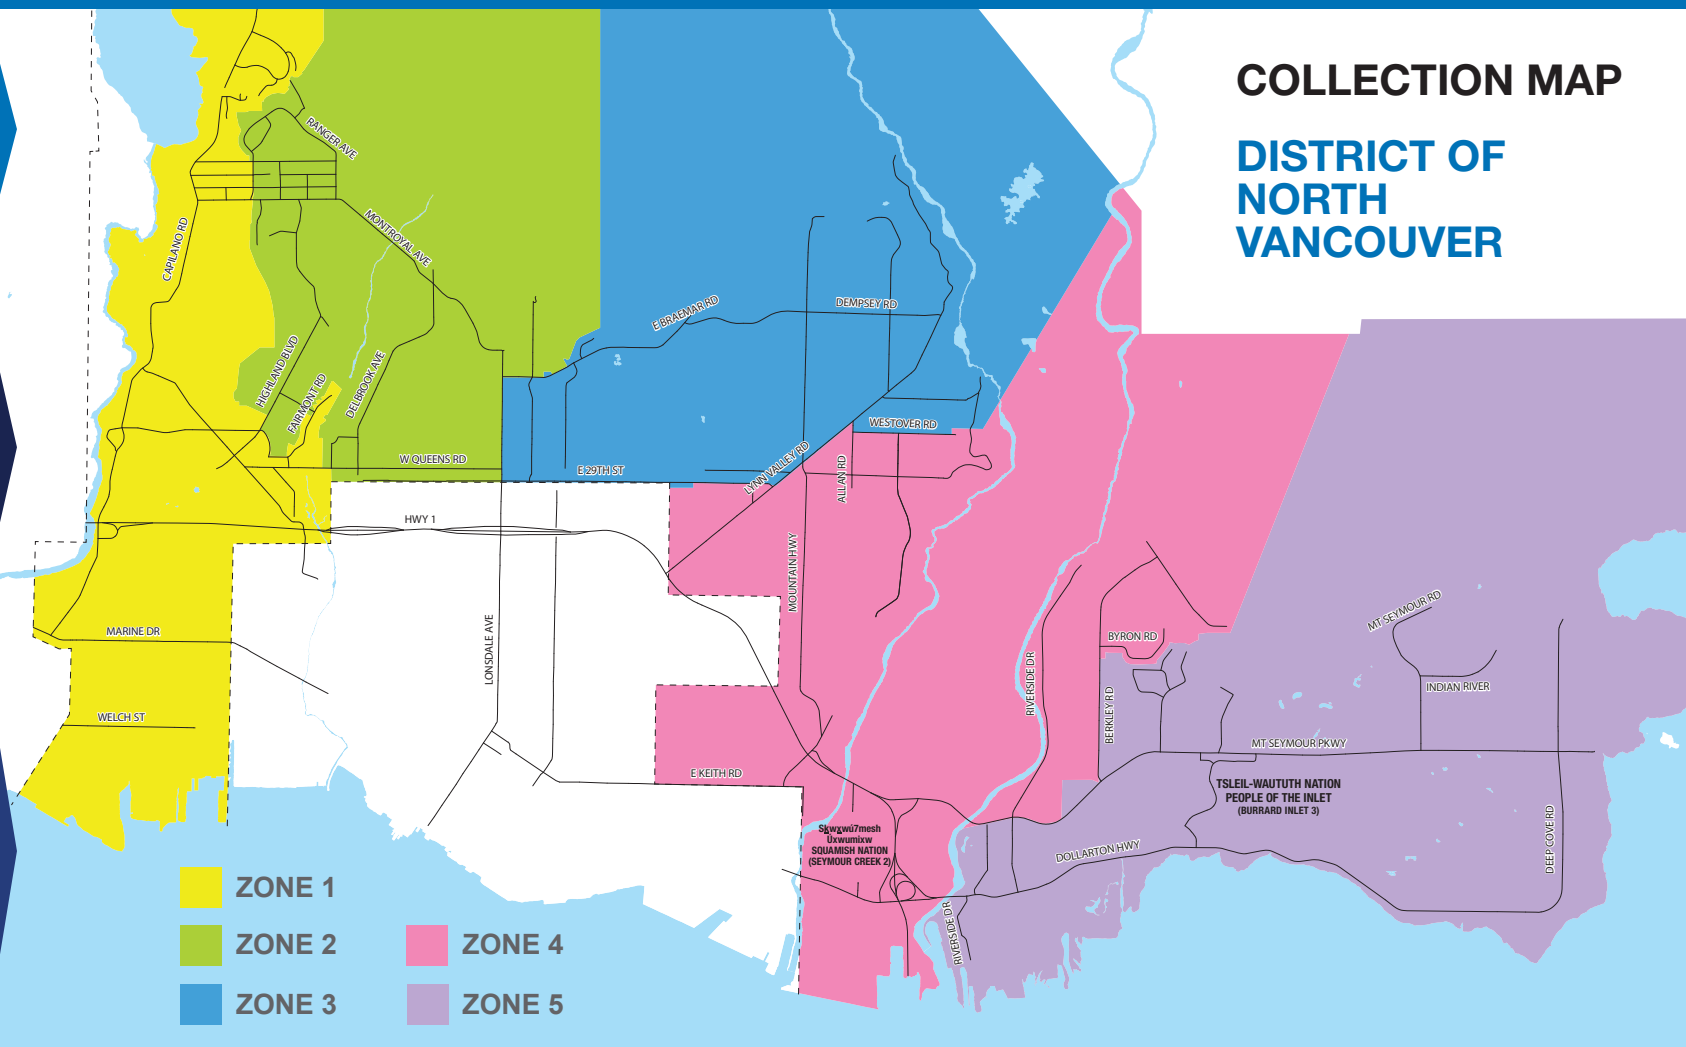 COLLECTION MAP
DISTRICT OF
NORTH
VANCOUVER
RANGER AVE
CAPILANO RD
MONTROYAL AVE
E BRAEMAR RD
DEMPSEY RD
HIGHLAND BLVD
FAIRMONT RD
DELBROOK AVE
WESTOVER RD
W QUEENS RD
E 29TH ST
LYNN VALLEY RD
ALLAN RD
HWY 1
MOUNTAIN HWY
MARINE DR
LONSDALE AVE
RIVERSIDE DR
BYRON RD
MT SEYMOUR RD
BERKLEY RD
INDIAN RIVER
WELCH ST
MT SEYMOUR PKWY
E KEITH RD
TSLEIL-WAUTUTH NATION
PEOPLE OF THE INLET
(BURRARD INLET 3)
Sḵwx̱wú7mesh
Úxwumixw
SQUAMISH NATION
(SEYMOUR CREEK 2)
DOLLARTON HWY
DEEP COVE RD
RIVERSIDE DR
ZONE 1
ZONE 2
ZONE 3
ZONE 4
ZONE 5